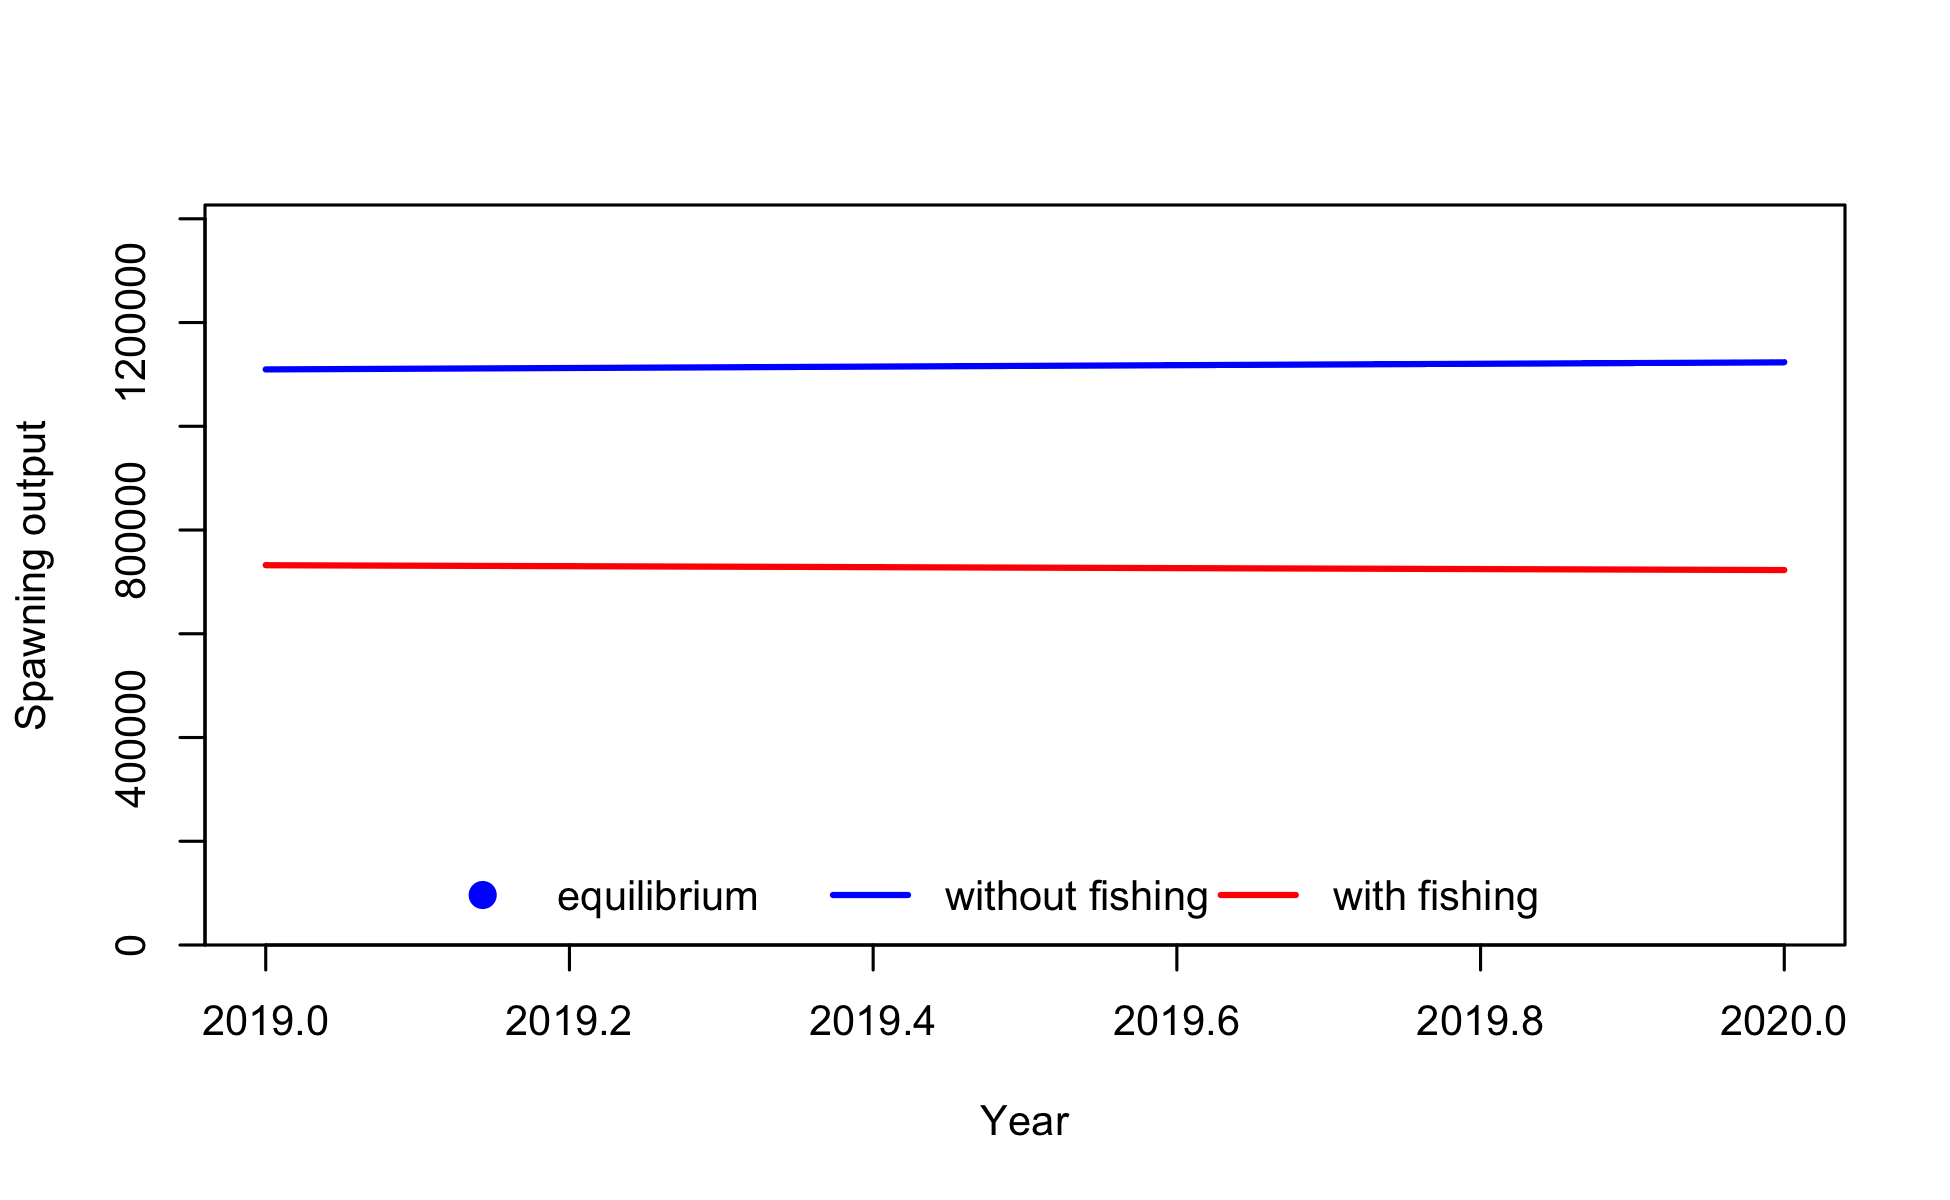 Spawning output
1200000
800000
400000
0
equilibrium without fishing with fishing
2019.0 2019.2 2019.4 2019.6 2019.8 2020.0
Year